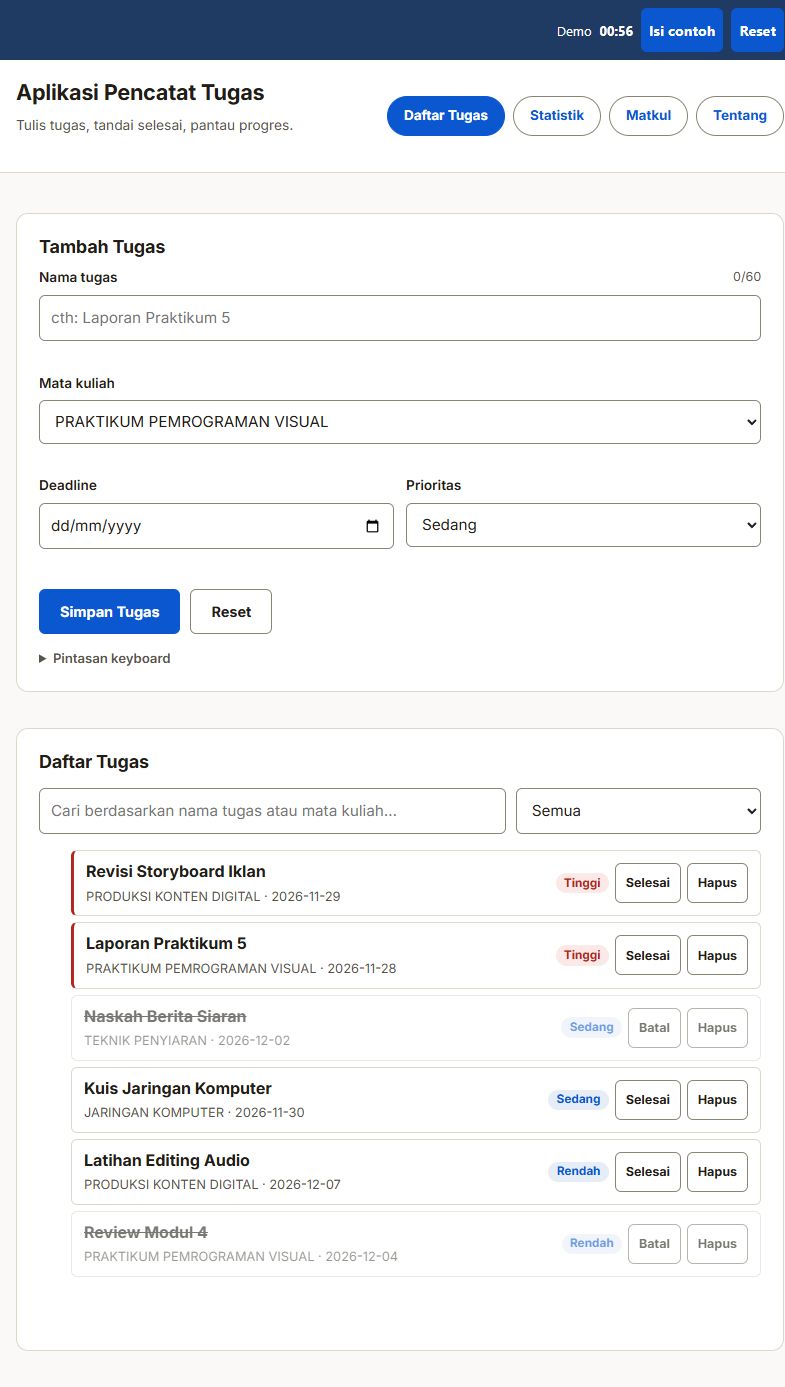 Demo 00:56 Isi contoh Reset
Aplikasi Pencatat Tugas
Tulis tugas, tandai selesai, pantau progres.
Daftar Tugas Statistik Matkul Tentang
Tambah Tugas
Nama tugas 0/60
cth: Laporan Praktikum 5
Mata kuliah
PRAKTIKUM PEMROGRAMAN VISUAL
Deadline Prioritas
dd/mm/yyyy Sedang
Simpan Tugas Reset
Pintasan keyboard
Daftar Tugas
Cari berdasarkan nama tugas atau mata kuliah... Semua
Revisi Storyboard Iklan
PRODUKSI KONTEN DIGITAL · 2026-11-29
Tinggi Selesai Hapus
Laporan Praktikum 5
PRAKTIKUM PEMROGRAMAN VISUAL · 2026-11-28
Tinggi Selesai Hapus
Naskah Berita Siaran
TEKNIK PENYIARAN · 2026-12-02
Sedang Batal Hapus
Kuis Jaringan Komputer
JARINGAN KOMPUTER · 2026-11-30
Sedang Selesai Hapus
Latihan Editing Audio
PRODUKSI KONTEN DIGITAL · 2026-12-07
Rendah Selesai Hapus
Review Modul 4
PRAKTIKUM PEMROGRAMAN VISUAL · 2026-12-04
Rendah Batal Hapus